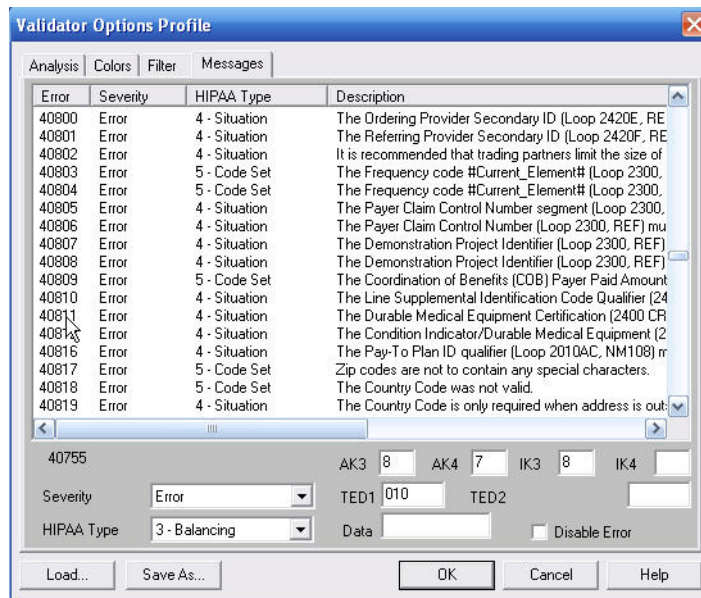 Validator Options Profile
Analysis Colors Filter Messages
Error Severity HIPAA Type Description
40800 Error 4 - Situation The Ordering Provider Secondary ID (Loop 2420E, RE
40801 Error 4 - Situation The Referring Provider Secondary ID (Loop 2420F, RE
40802 Error 4 - Situation It is recommended that trading partners limit the size of
40803 Error 5 - Code Set The Frequency code #Current_Element# (Loop 2300,
40804 Error 5 - Code Set The Frequency code #Current_Element# (Loop 2300,
40805 Error 4 - Situation The Payer Claim Control Number segment (Loop 2300,
40806 Error 4 - Situation The Payer Claim Control Number (Loop 2300, REF) mu
40807 Error 4 - Situation The Demonstration Project Identifier (Loop 2300, REF)
40808 Error 4 - Situation The Demonstration Project Identifier (Loop 2300, REF)
40809 Error 5 - Code Set The Coordination of Benefits (COB) Payer Paid Amount
40810 Error 4 - Situation The Line Supplemental Identification Code Qualifier (24
40811 Error 4 - Situation The Durable Medical Equipment Certification (2400 CR
Error 4 - Situation The Condition Indicator/Durable Medical Equipment (2
40816 Error 4 - Situation The Pay-To Plan ID qualifier (Loop 2010AC, NM108) m
40817 Error 5 - Code Set Zip codes are not to contain any special characters.
40818 Error 5 - Code Set The Country Code was not valid.
40819 Error 4 - Situation The Country Code is only required when address is out:
40755
AK3 8 AK4 7 IK3 8 IK4
Severity Error TED1 010 TED2
HIPAA Type 3 - Balancing Data Disable Error
Load... Save As... OK Cancel Help